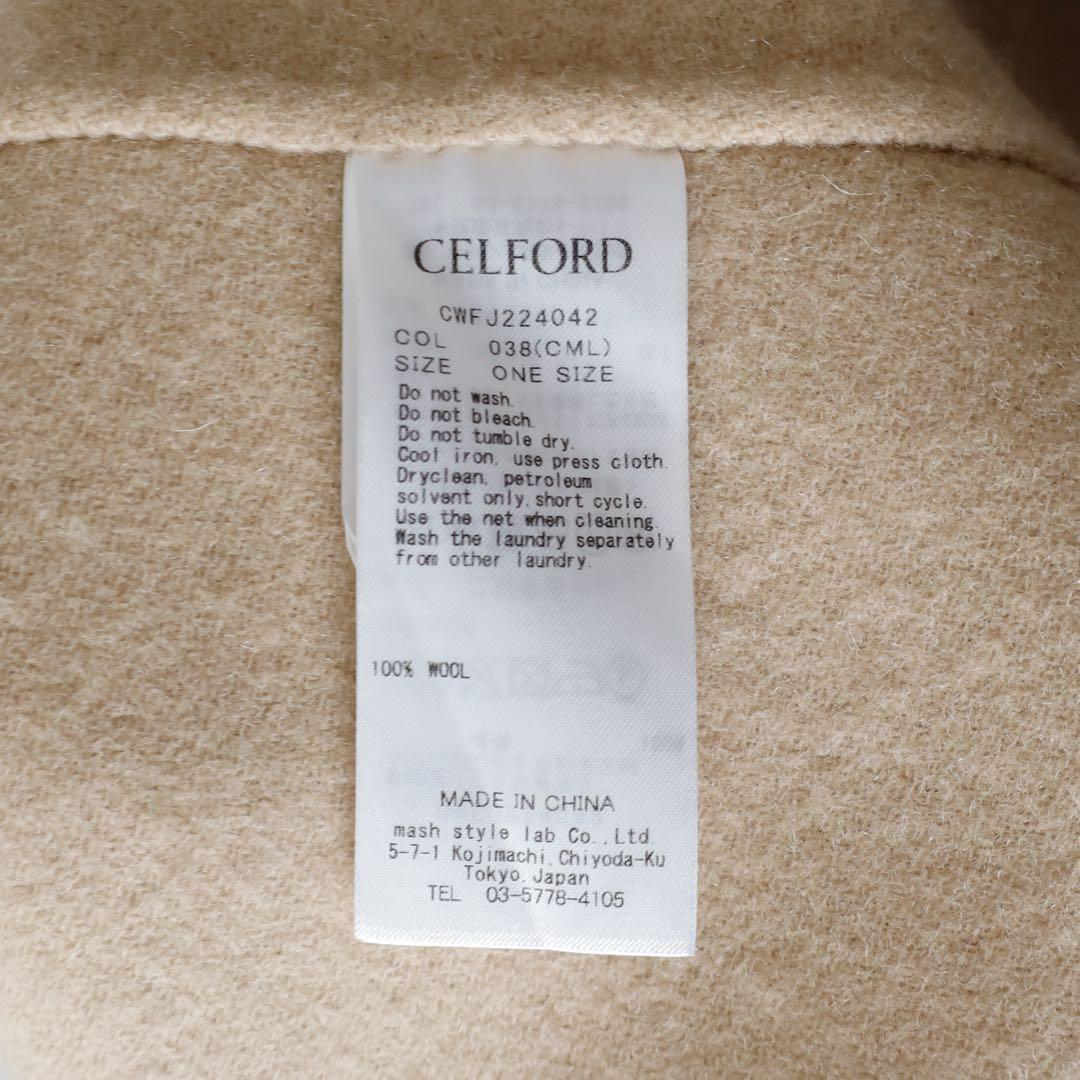 CELFORD
CWFJ224042
COL 038(CML)
SIZE ONE SIZE
Do not wash.
Do not bleach.
Do not tumble dry.
Cool iron, use press cloth.
Dryclean, petroleum
solvent only, short cycle.
Use the net when cleaning.
Wash the laundry separately
from other laundry.
100% WOOL
MADE IN CHINA
mash style lab Co.,Ltd.
5-7-1 Kojimachi,Chiyoda-Ku
Tokyo,Japan
TEL 03-5778-4105